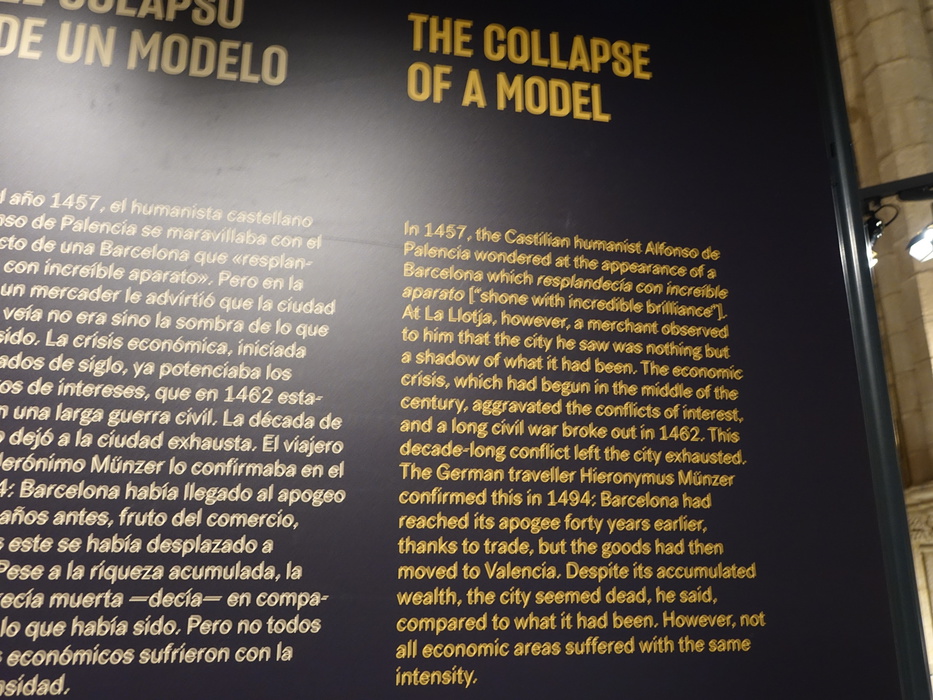 COLAPSO
DE UN MODELO
año 1457, el humanista castellano
de Palencia se maravillaba con el
de una Barcelona que «resplan-
con increíble aparato». Pero en la
un mercader le advirtió que la ciudad
veía no era sino la sombra de lo que
sido. La crisis económica, iniciada
de siglo, ya potenciaba los
de intereses, que en 1462 esta-
una larga guerra civil. La década de
dejó a la ciudad exhausta. El viajero
Münzer lo confirmaba en el
4: Barcelona había llegado al apogeo
años antes, fruto del comercio,
este se había desplazado a
Pese a la riqueza acumulada, la
muerta —decía— en compa-
lo que había sido. Pero no todos
económicos sufrieron con la
THE COLLAPSE
OF A MODEL
In 1457, the Castilian humanist Alfonso de
Palencia wondered at the appearance of a
Barcelona which resplandecía con increíble
aparato ["shone with incredible brilliance"].
At La Llotja, however, a merchant observed
to him that the city he saw was nothing but
a shadow of what it had been. The economic
crisis, which had begun in the middle of the
century, aggravated the conflicts of interest,
and a long civil war broke out in 1462. This
decade-long conflict left the city exhausted.
The German traveller Hieronymus Münzer
confirmed this in 1494: Barcelona had
reached its apogee forty years earlier,
thanks to trade, but the goods had then
moved to Valencia. Despite its accumulated
wealth, the city seemed dead, he said,
compared to what it had been. However, not
all economic areas suffered with the same
intensity.